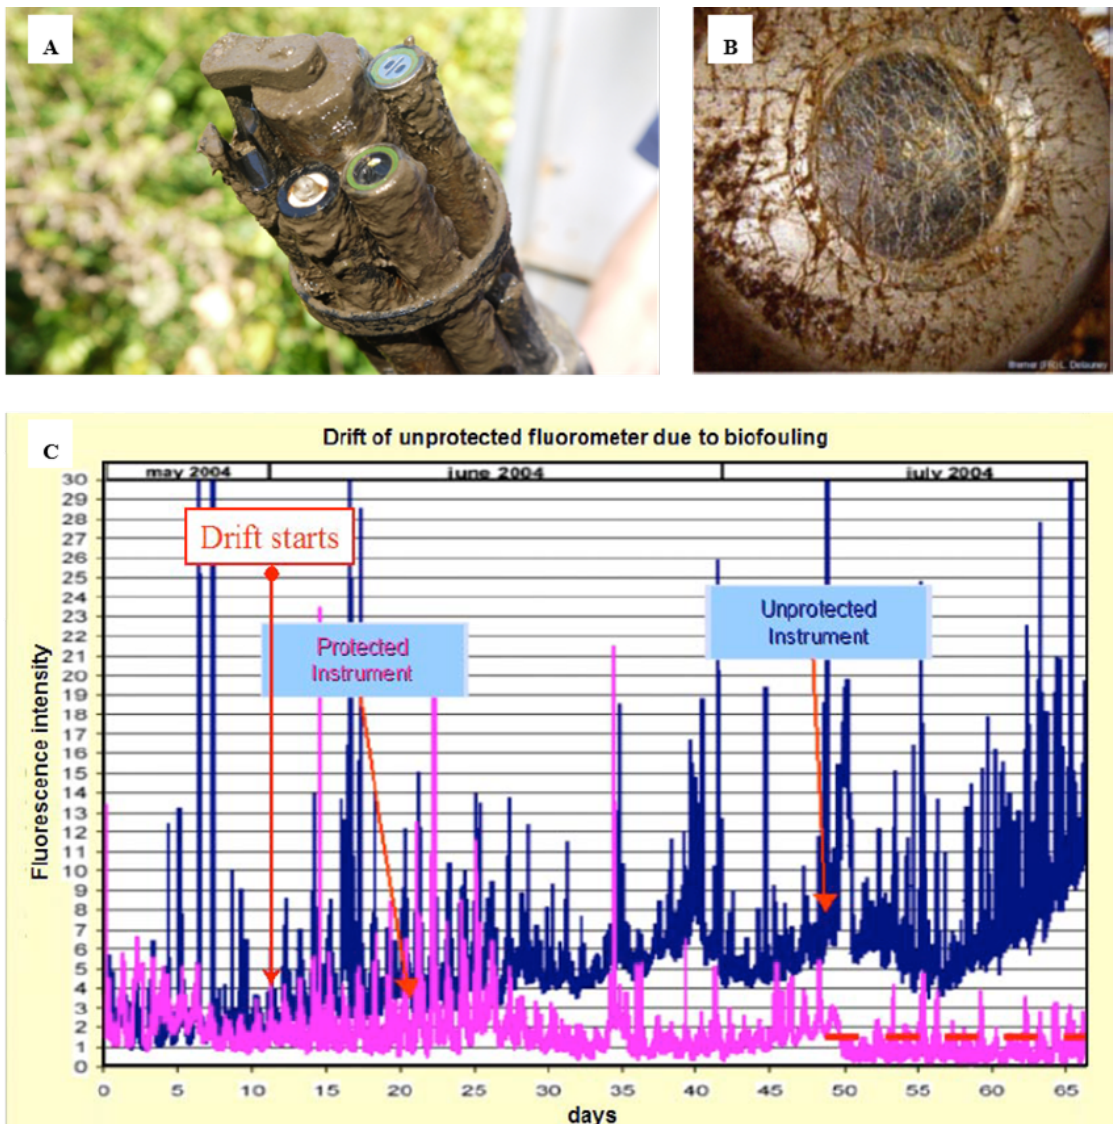 A
B
Ifremer (FR) L. Delauney
C
Drift of unprotected fluorometer due to biofouling
may 2004
june 2004
july 2004
30
29
28
27
26
25
24
23
22
21
20
19
18
17
16
15
14
13
12
11
10
9
8
7
6
5
4
3
2
1
0
Fluorescence intensity
Drift starts
Protected
Instrument
Unprotected
Instrument
0 5 10 15 20 25 30 35 40 45 50 55 60 65
days